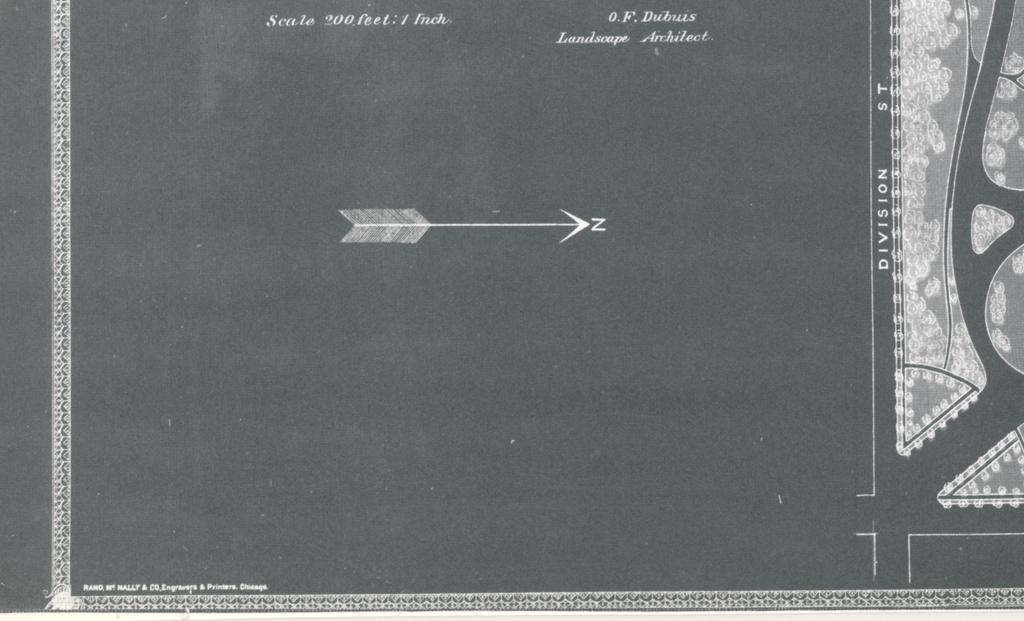 Scale 200 feet: 1 Inch.
O. F. Dubuis
Landscape Architect.
DIVISION ST.
N
RAND, McNALLY & CO, Engravers & Printers, Chicago.